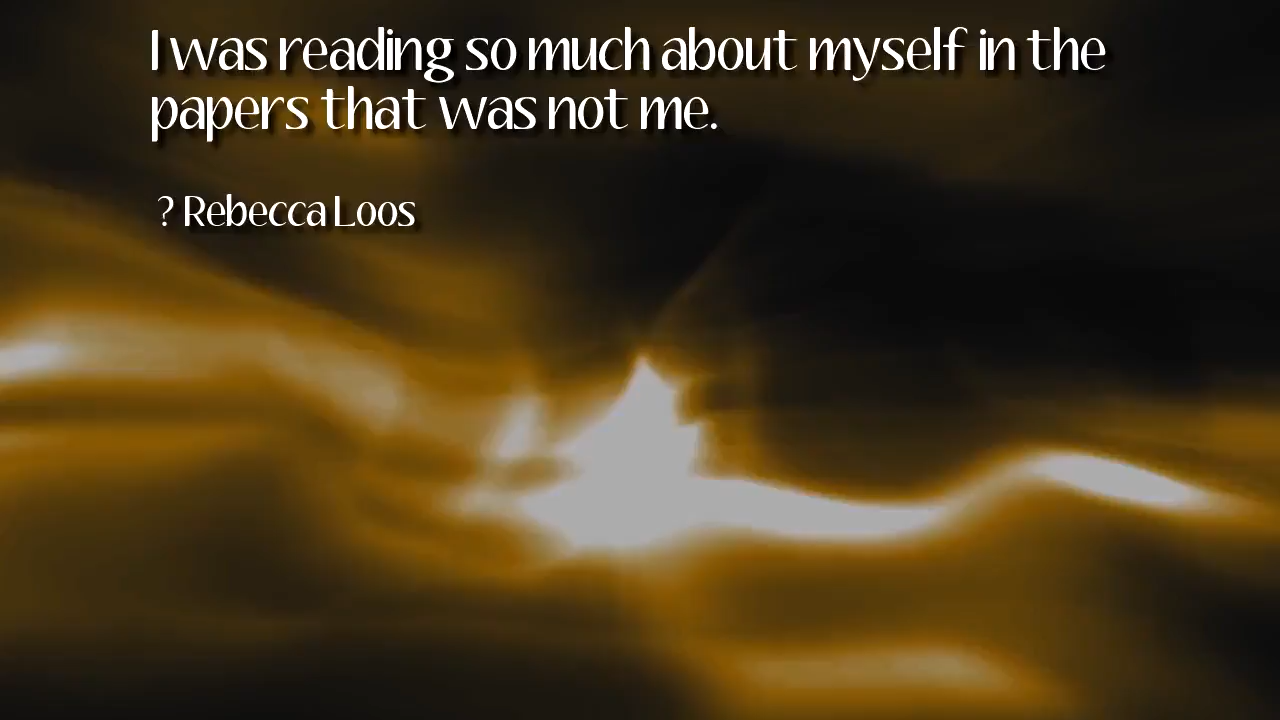 I was reading so much about myself in the
papers that was not me.
? Rebecca Loos